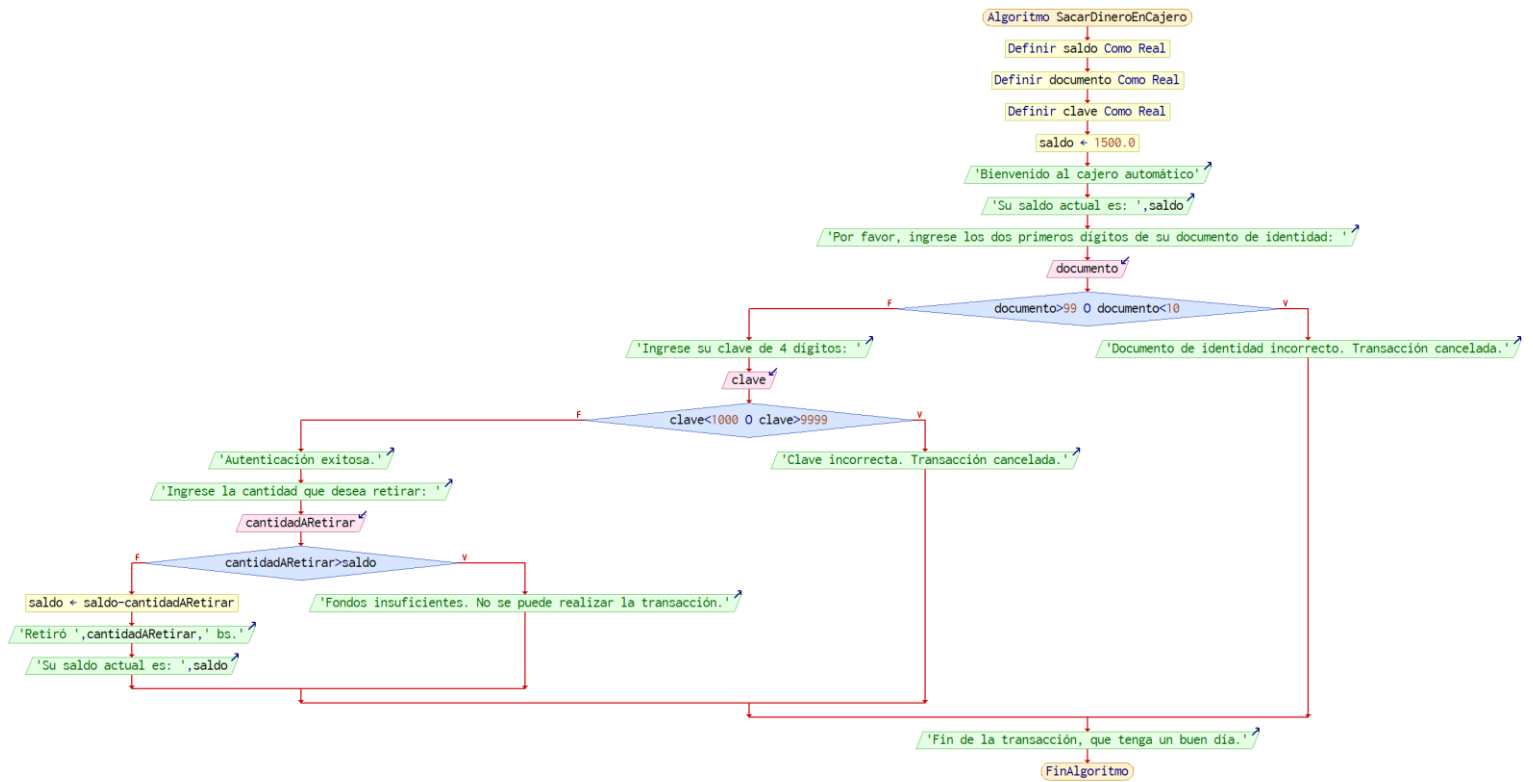 Algoritmo SacarDineroEnCajero
Definir saldo Como Real
Definir documento Como Real
Definir clave Como Real
saldo ← 1500.0
'Bienvenido al cajero automático'
'Su saldo actual es: ',saldo
'Por favor, ingrese los dos primeros dígitos de su documento de identidad: '
documento
documento>99 O documento<10
F
V
'Ingrese su clave de 4 dígitos: '
'Documento de identidad incorrecto. Transacción cancelada.'
clave
clave<1000 O clave>9999
F
V
'Autenticación exitosa.'
'Clave incorrecta. Transacción cancelada.'
'Ingrese la cantidad que desea retirar: '
cantidadARetirar
cantidadARetirar>saldo
F
V
saldo ← saldo-cantidadARetirar
'Fondos insuficientes. No se puede realizar la transacción.'
'Retiró ',cantidadARetirar,' bs.'
'Su saldo actual es: ',saldo
'Fin de la transacción, que tenga un buen día.'
FinAlgoritmo